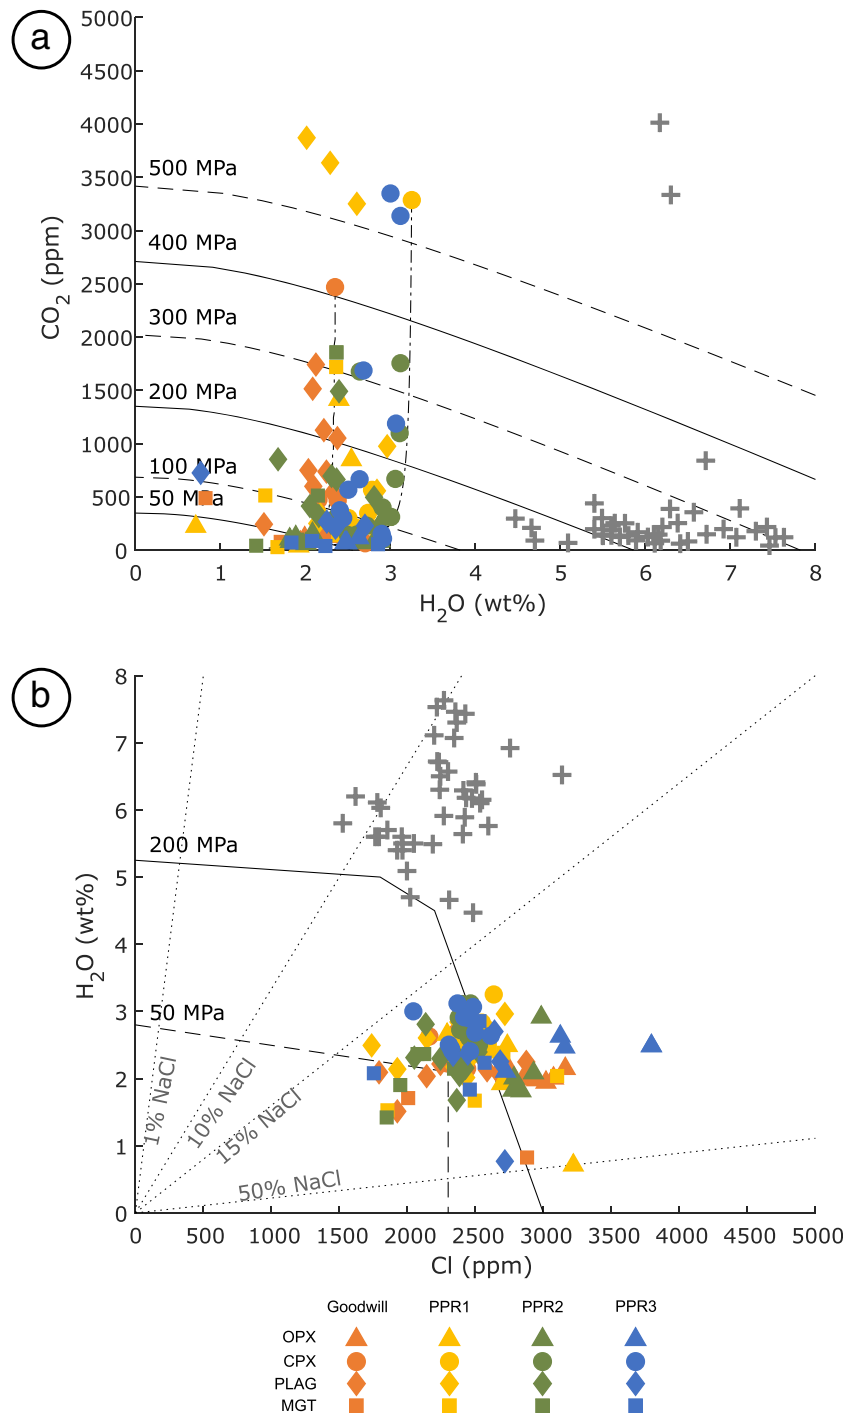 a
5000
4500
4000
3500
3000
2500
2000
1500
1000
500
0
CO2 (ppm)
500 MPa
400 MPa
300 MPa
200 MPa
100 MPa
50 MPa
0 1 2 3 4 5 6 7 8
H2O (wt%)
b
8
7
6
5
4
3
2
1
0
H2O (wt%)
200 MPa
50 MPa
1% NaCl
10% NaCl
15% NaCl
50% NaCl
0 500 1000 1500 2000 2500 3000 3500 4000 4500 5000
Cl (ppm)
Goodwill PPR1 PPR2 PPR3
OPX
CPX
PLAG
MGT